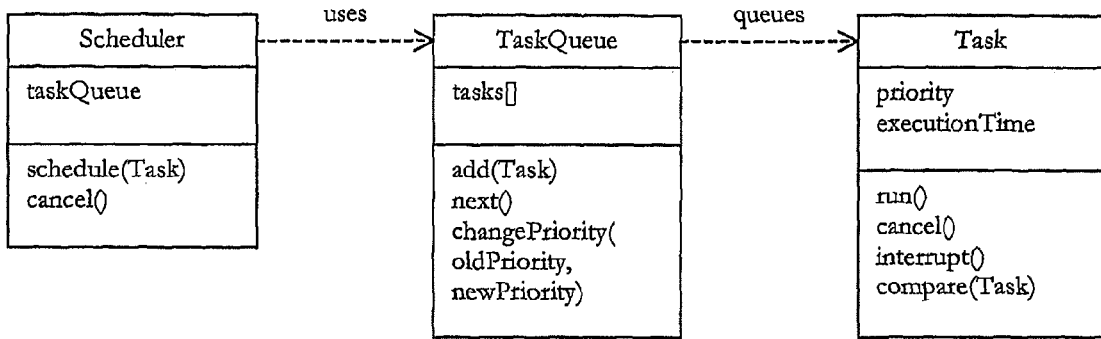 uses
queues
Scheduler
taskQueue
schedule(Task)
cancel()
TaskQueue
tasks[]
add(Task)
next()
changePriority(
oldPriority,
newPriority)
Task
priority
executionTime
run()
cancel()
interrupt()
compare(Task)